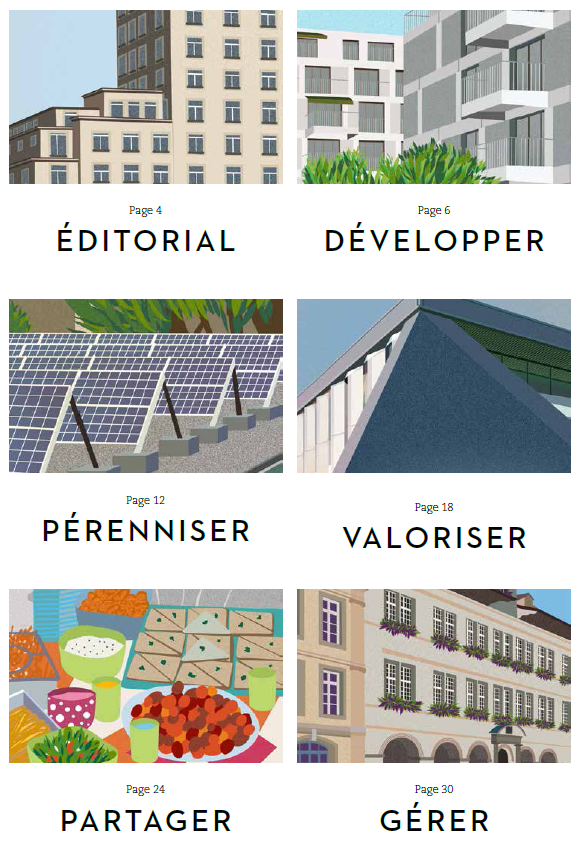 Page 4
ÉDITORIAL
Page 6
DÉVELOPPER
Page 12
PÉRENNISER
Page 18
VALORISER
Page 24
PARTAGER
Page 30
GÉRER